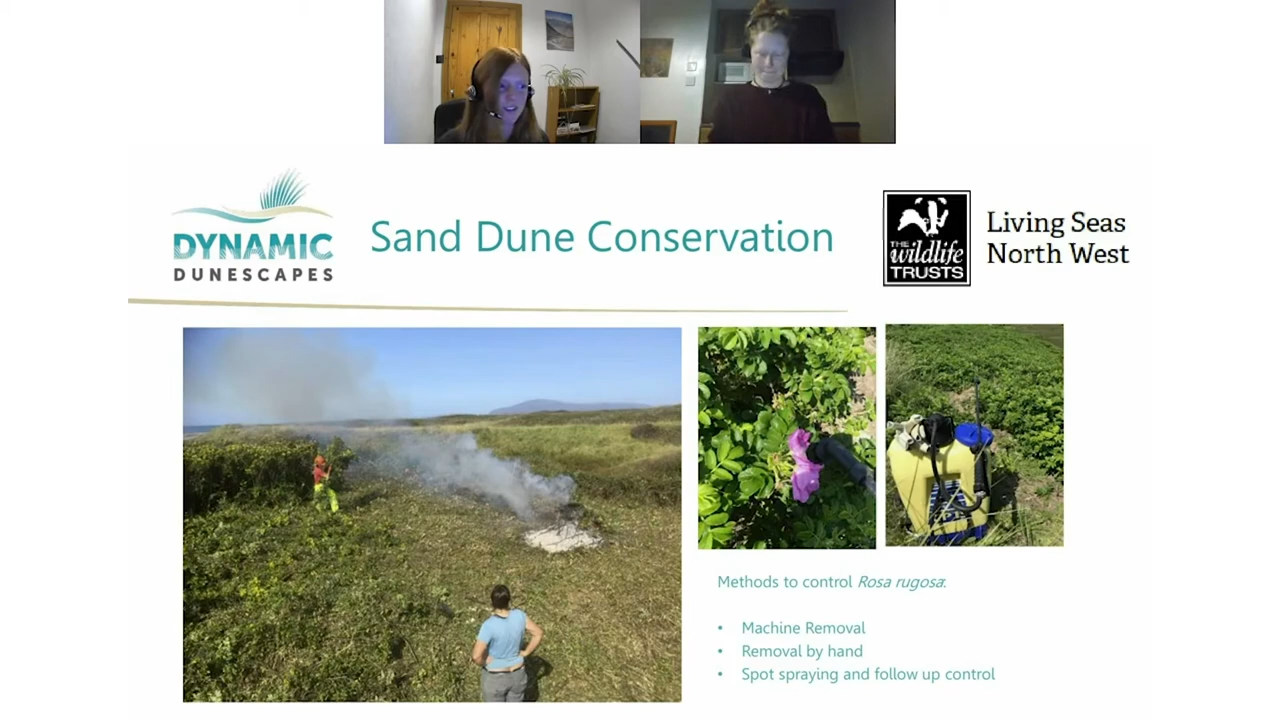 DYNAMIC
DUNESCAPES
Sand Dune Conservation
THE
wildlife
TRUSTS
Living Seas
North West
Methods to control Rosa rugosa:
• Machine Removal
• Removal by hand
• Spot spraying and follow up control